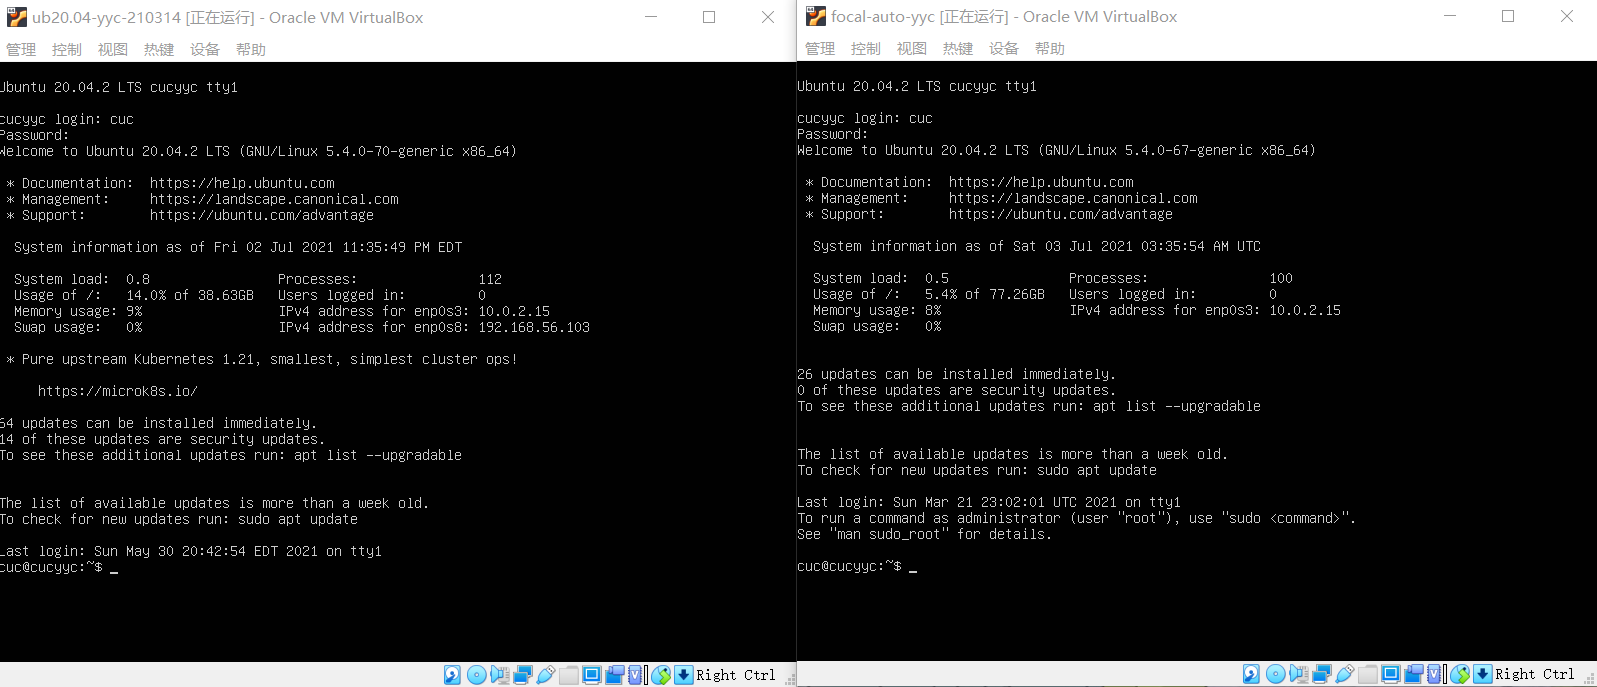 ub20.04-yyc-210314 [正在运行] - Oracle VM VirtualBox
管理 控制 视图 热键 设备 帮助
Ubuntu 20.04.2 LTS cucyyc tty1
cucyyc login: cuc
Password:
Welcome to Ubuntu 20.04.2 LTS (GNU/Linux 5.4.0-70-generic x86_64)
* Documentation: https://help.ubuntu.com
* Management: https://landscape.canonical.com
* Support: https://ubuntu.com/advantage
System information as of Fri 02 Jul 2021 11:35:49 PM EDT
System load: 0.8 Processes: 112
Usage of /: 14.0% of 38.63GB Users logged in: 0
Memory usage: 9% IPv4 address for enp0s3: 10.0.2.15
Swap usage: 0% IPv4 address for enp0s8: 192.168.56.103
* Pure upstream Kubernetes 1.21, smallest, simplest cluster ops!
https://microk8s.io/
64 updates can be installed immediately.
14 of these updates are security updates.
To see these additional updates run: apt list --upgradable
The list of available updates is more than a week old.
To check for new updates run: sudo apt update
Last login: Sun May 30 20:42:54 EDT 2021 on tty1
cuc@cucyyc:~$ _
Right Ctrl
focal-auto-yyc [正在运行] - Oracle VM VirtualBox
管理 控制 视图 热键 设备 帮助
Ubuntu 20.04.2 LTS cucyyc tty1
cucyyc login: cuc
Password:
Welcome to Ubuntu 20.04.2 LTS (GNU/Linux 5.4.0-67-generic x86_64)
* Documentation: https://help.ubuntu.com
* Management: https://landscape.canonical.com
* Support: https://ubuntu.com/advantage
System information as of Sat 03 Jul 2021 03:35:54 AM UTC
System load: 0.5 Processes: 100
Usage of /: 5.4% of 77.26GB Users logged in: 0
Memory usage: 8% IPv4 address for enp0s3: 10.0.2.15
Swap usage: 0%
26 updates can be installed immediately.
0 of these updates are security updates.
To see these additional updates run: apt list --upgradable
The list of available updates is more than a week old.
To check for new updates run: sudo apt update
Last login: Sun Mar 21 23:02:01 UTC 2021 on tty1
To run a command as administrator (user "root"), use "sudo <command>".
See "man sudo_root" for details.
cuc@cucyyc:~$ _
Right Ctrl